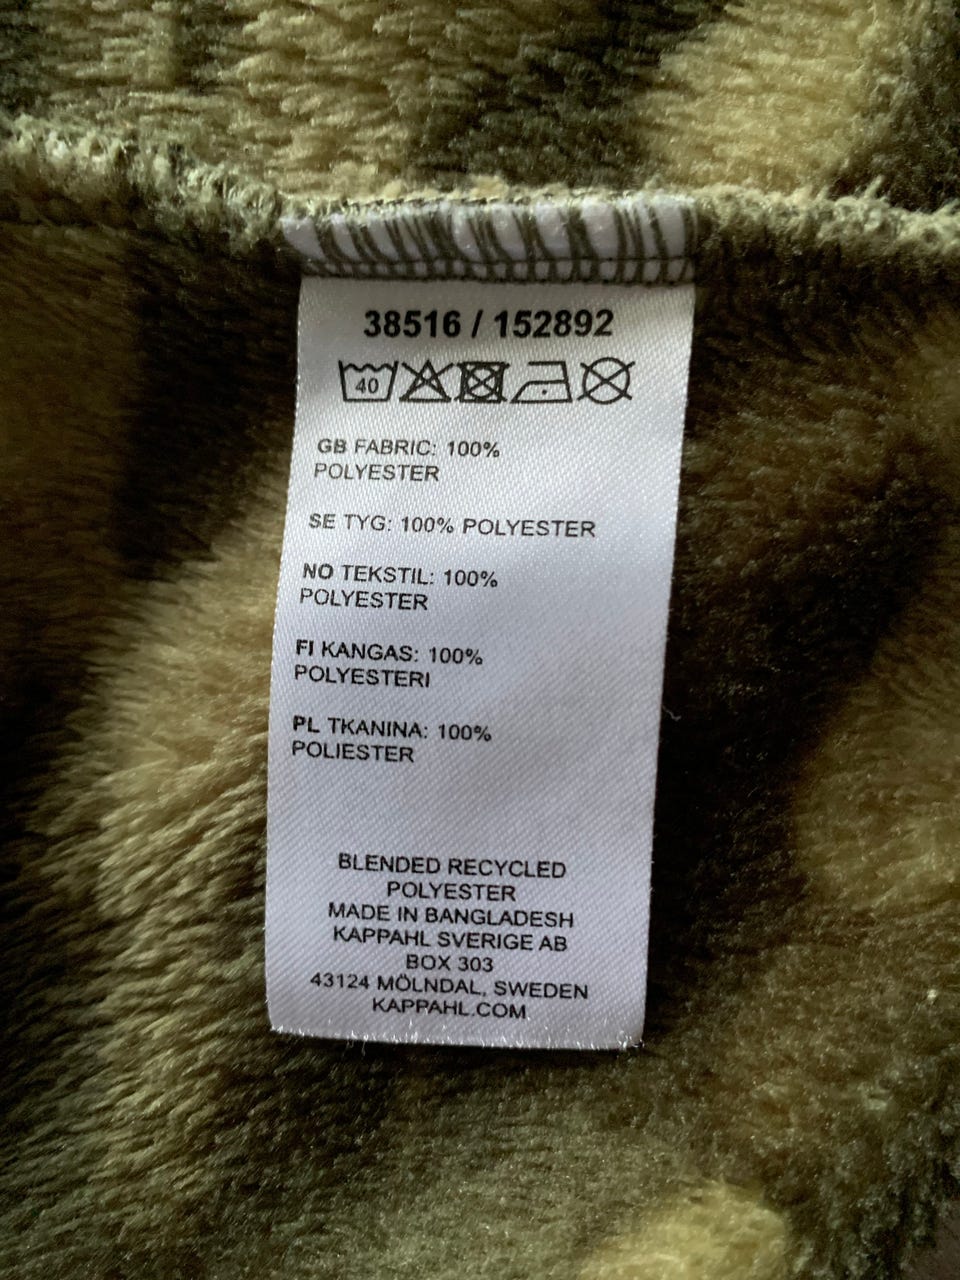 38516 / 152892
40
GB FABRIC: 100%
POLYESTER
SE TYG: 100% POLYESTER
NO TEKSTIL: 100%
POLYESTER
FI KANGAS: 100%
POLYESTERI
PL TKANINA: 100%
POLIESTER
BLENDED RECYCLED
POLYESTER
MADE IN BANGLADESH
KAPPAHL SVERIGE AB
BOX 303
43124 MÖLNDAL, SWEDEN
KAPPAHL.COM